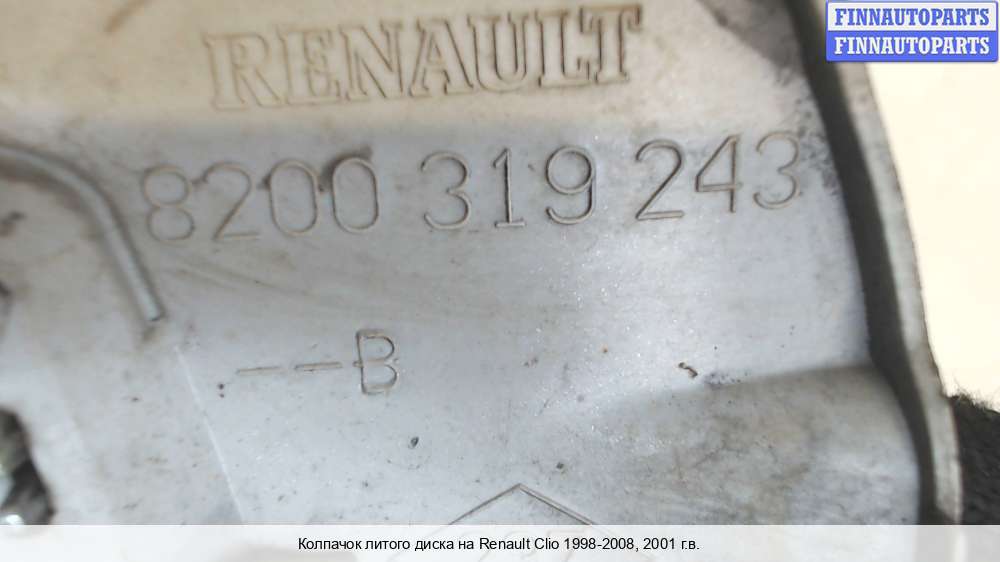 FINNAUTOPARTS
FINNAUTOPARTS
RENAULT
8200 319 243
--B
Колпачок литого диска на Renault Clio 1998-2008, 2001 г.в.